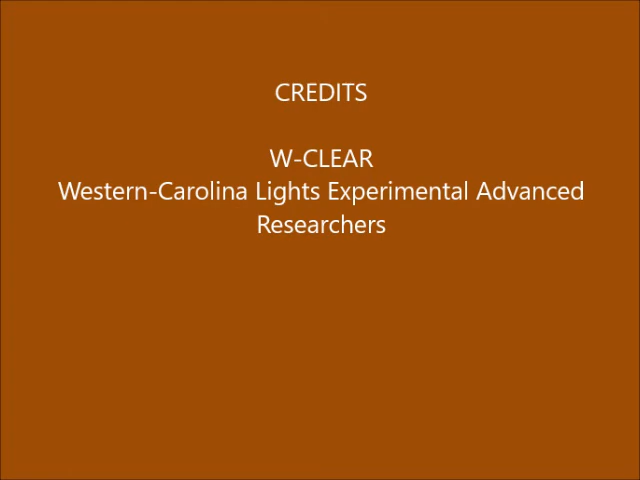 CREDITS
W-CLEAR
Western-Carolina Lights Experimental Advanced
Researchers